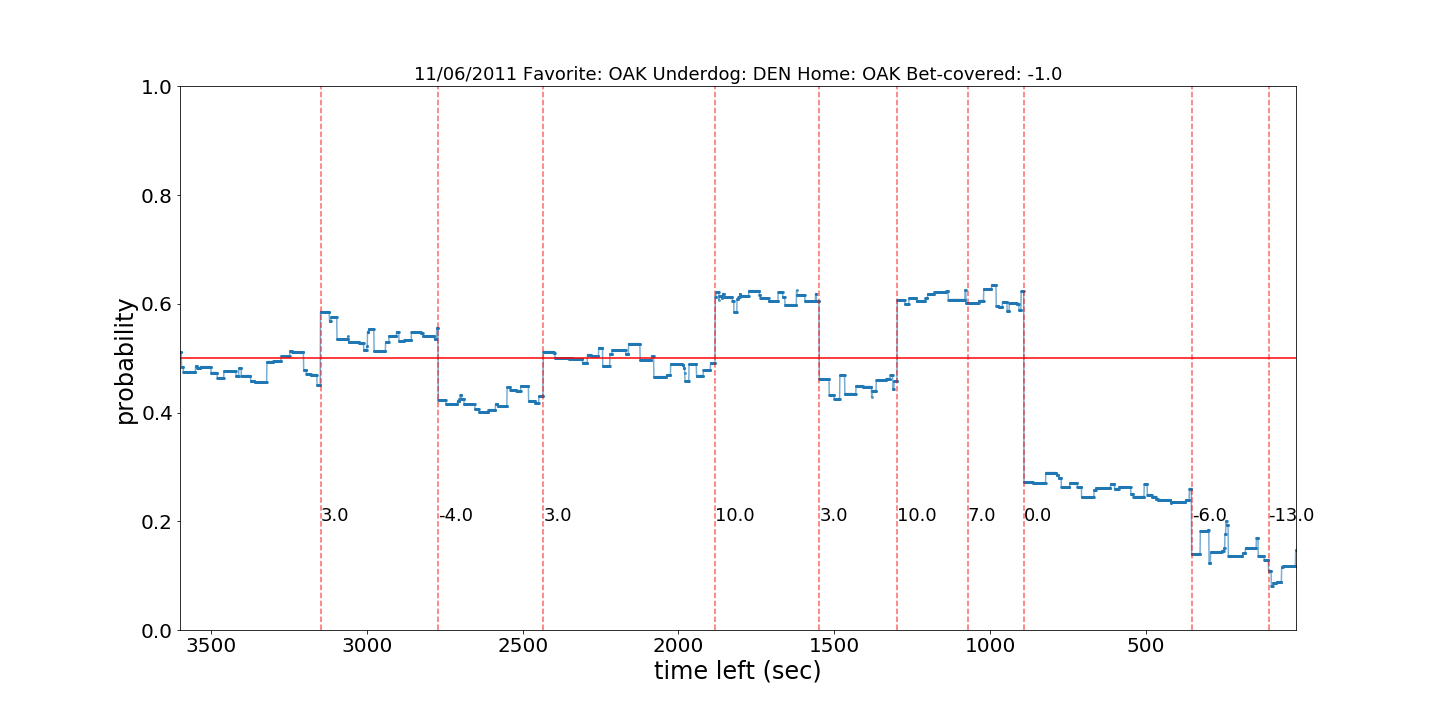 11/06/2011 Favorite: OAK Underdog: DEN Home: OAK Bet-covered: -1.0
1.0
0.8
0.6
0.4
0.2
0.0
probability
3.0 -4.0 3.0 10.0 3.0 10.0 7.0 0.0 -6.0 -13.0
3500 3000 2500 2000 1500 1000 500
time left (sec)